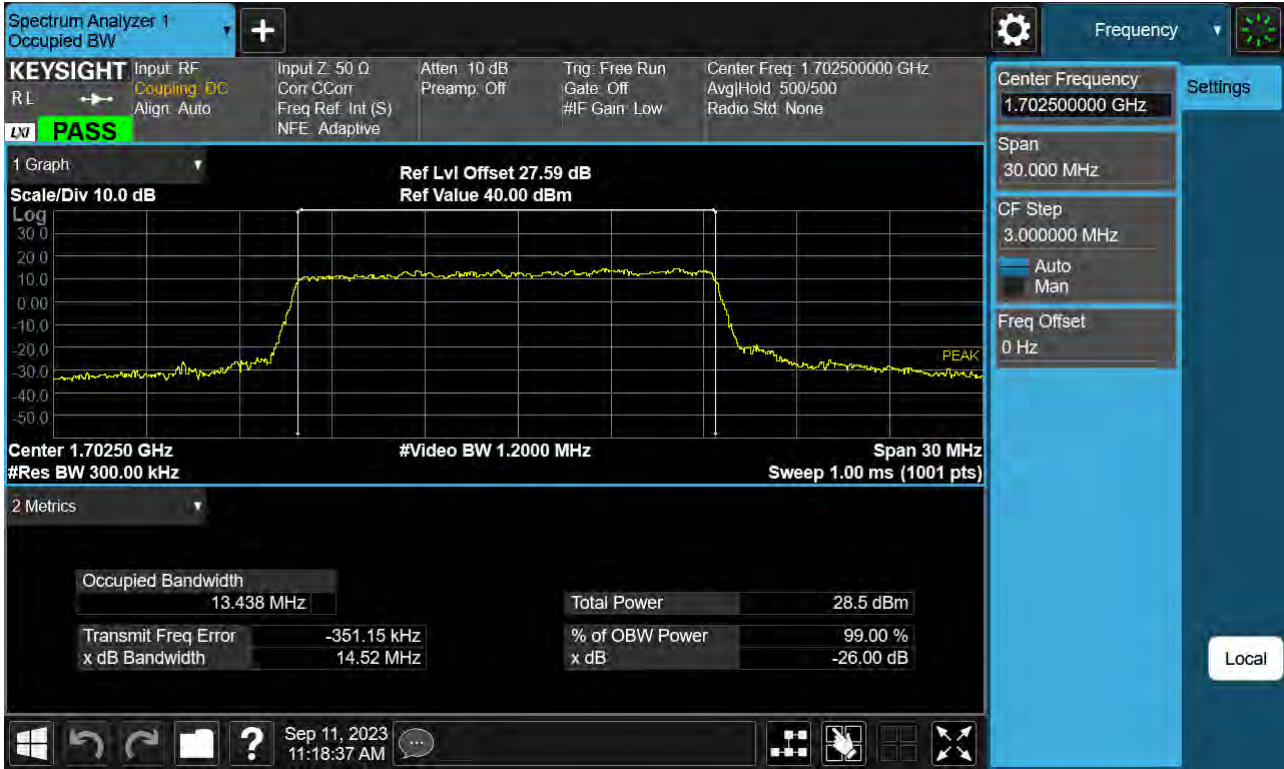 Spectrum Analyzer 1
Occupied BW
Frequency
KEYSIGHT
R L
LXI
PASS
Input: RF
Coupling: DC
Align: Auto
Input Z: 50 Ω
Corr CCorr
Freq Ref: Int (S)
NFE: Adaptive
Atten: 10 dB
Preamp: Off
Trig: Free Run
Gate: Off
#IF Gain: Low
Center Freq: 1.702500000 GHz
Avg|Hold: 500/500
Radio Std: None
Center Frequency
1.702500000 GHz
Settings
Span
30.000 MHz
CF Step
3.000000 MHz
Auto
Man
Freq Offset
0 Hz
Local
1 Graph
Scale/Div 10.0 dB
Ref Lvl Offset 27.59 dB
Ref Value 40.00 dBm
Log
30.0
20.0
10.0
0.00
-10.0
-20.0
-30.0
-40.0
-50.0
PEAK
Center 1.70250 GHz
#Video BW 1.2000 MHz
Span 30 MHz
#Res BW 300.00 kHz
Sweep 1.00 ms (1001 pts)
2 Metrics
Occupied Bandwidth
13.438 MHz
Total Power 28.5 dBm
Transmit Freq Error -351.15 kHz
% of OBW Power 99.00 %
x dB Bandwidth 14.52 MHz
x dB -26.00 dB
?
Sep 11, 2023
11:18:37 AM